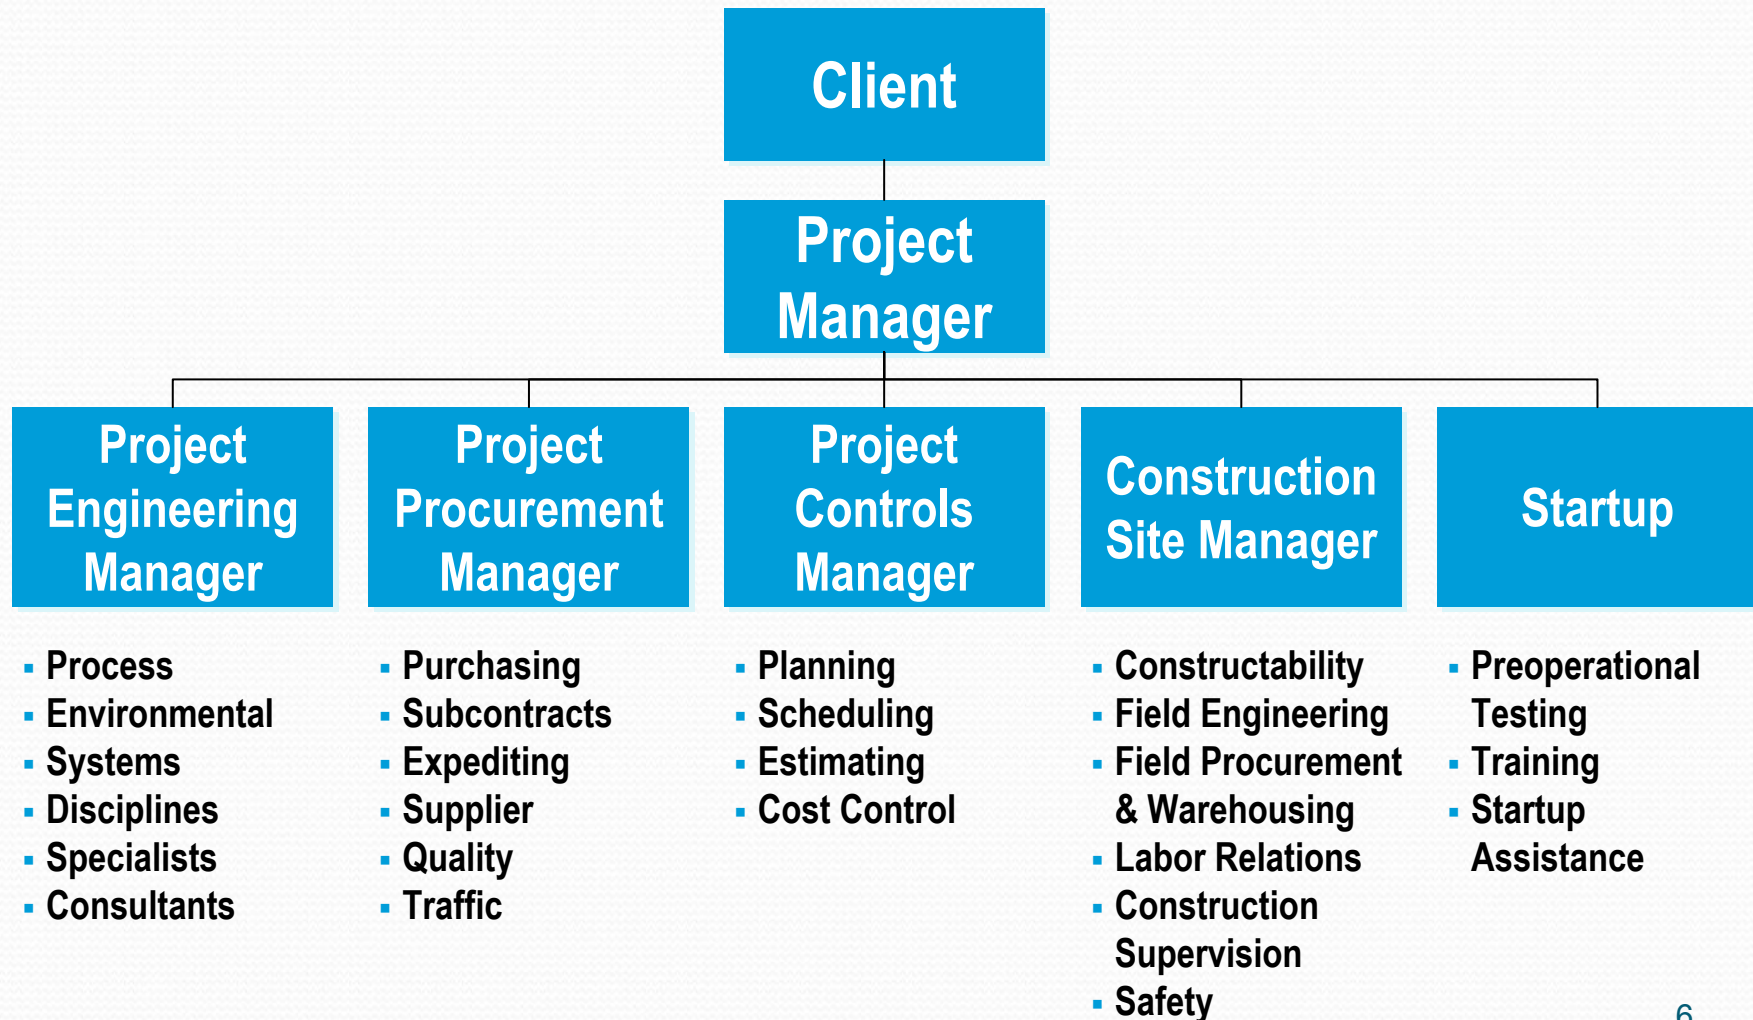 Client
Project
Manager
Project
Engineering
Manager
Project
Procurement
Manager
Project
Controls
Manager
Construction
Site Manager
Startup
▪ Process
▪ Environmental
▪ Systems
▪ Disciplines
▪ Specialists
▪ Consultants
▪ Purchasing
▪ Subcontracts
▪ Expediting
▪ Supplier
▪ Quality
▪ Traffic
▪ Planning
▪ Scheduling
▪ Estimating
▪ Cost Control
▪ Constructability
▪ Field Engineering
▪ Field Procurement
& Warehousing
▪ Labor Relations
▪ Construction
Supervision
▪ Safety
▪ Preoperational
Testing
▪ Training
▪ Startup
Assistance
6